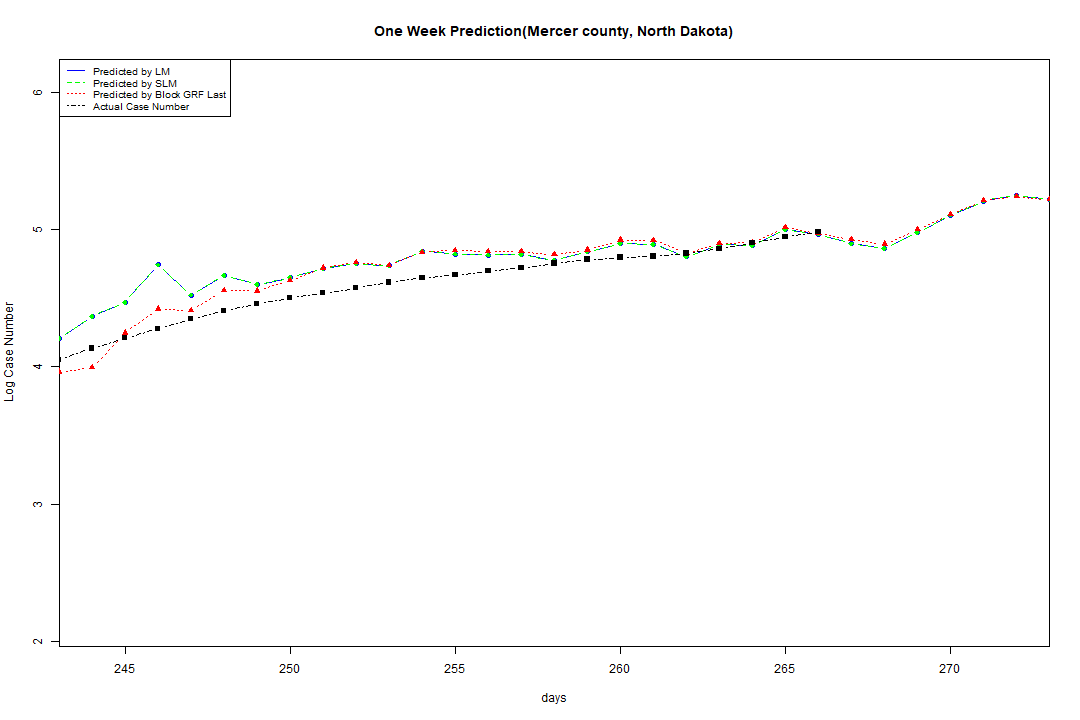 One Week Prediction(Mercer county, North Dakota)
Predicted by LM
Predicted by SLM
Predicted by Block GRF Last
Actual Case Number
6
5
4
3
2
Log Case Number
245 250 255 260 265 270
days